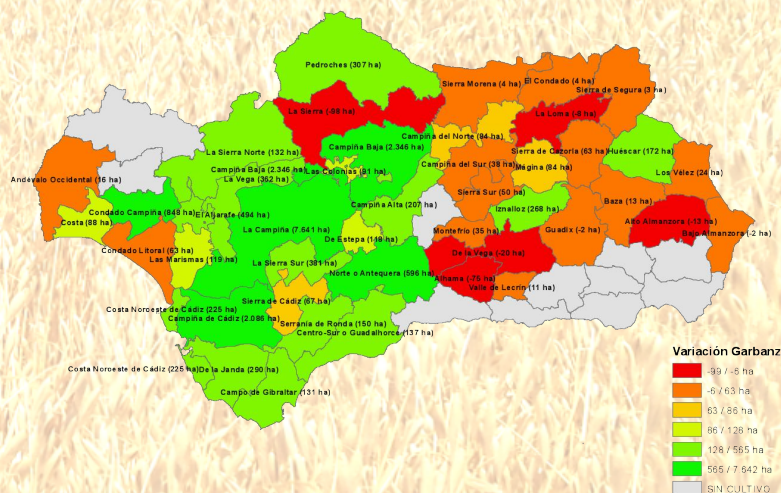 Pedroches (307 ha)
Sierra Morena (4 ha)
El Condado (4 ha)
Sierra de Segura (3 ha)
La Sierra (-98 ha)
La Loma (-6 ha)
Campiña del Norte (94 ha)
Campiña Baja (2.346 ha)
La Sierra Norte (132 ha)
Sierra de Cazorla (63 ha)
Huéscar (172 ha)
Campiña Baja (2.346 ha)
Las Colonias (91 ha)
Campiña del Sur (38 ha)
Mágina (84 ha)
Los Vélez (24 ha)
La Vega (362 ha)
Andévalo Occidental (16 ha)
Sierra Sur (50 ha)
Baza (13 ha)
Campiña Alta (207 ha)
Iznalloz (268 ha)
Condado Campiña (848 ha)
El Aljarafe (494 ha)
Costa (88 ha)
Alto Almanzora (-13 ha)
La Campiña (7.641 ha)
Montefrío (35 ha)
Guadix (-2 ha)
Bajo Almanzora (-2 ha)
De Estepa (119 ha)
Condado Litoral (63 ha)
De la Vega (-20 ha)
Las Marismas (119 ha)
La Sierra Sur (381 ha)
Norte o Antequera (596 ha)
Alhama (-75 ha)
Valle de Lecrín (11 ha)
Sierra de Cádiz (67 ha)
Costa Noroeste de Cádiz (225 ha)
Campiña de Cádiz (2.086 ha)
Serranía de Ronda (150 ha)
Centro-Sur o Guadalhorce (137 ha)
Costa Noroeste de Cádiz (225 ha)
De la Janda (290 ha)
Campo de Gibraltar (131 ha)
Variación Garbanz
-99 / -6 ha
-6 / 63 ha
63 / 86 ha
86 / 128 ha
128 / 565 ha
565 / 7 642 ha
SIN CULTIVO